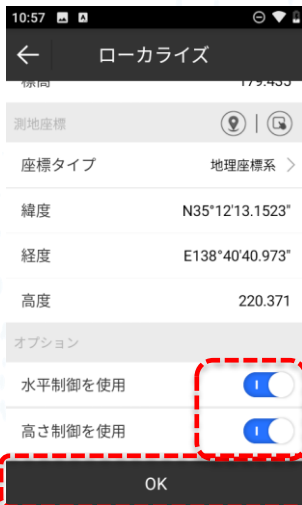 10:57
ローカライズ
標高 179.435
測地座標
座標タイプ 地理座標系
緯度 N35°12'13.1523"
経度 E138°40'40.973"
高度 220.371
オプション
水平制御を使用
高さ制御を使用
OK